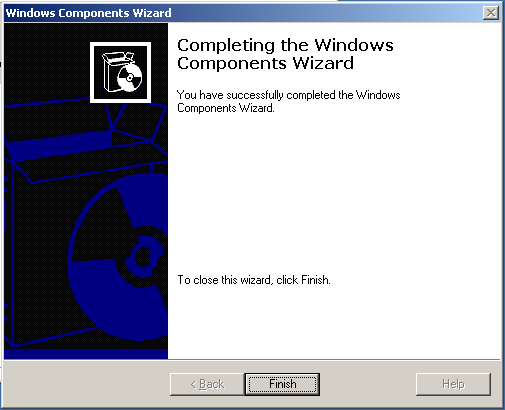 Windows Components Wizard
Completing the Windows
Components Wizard
You have successfully completed the Windows
Components Wizard.
To close this wizard, click Finish.
< Back
Finish
Help